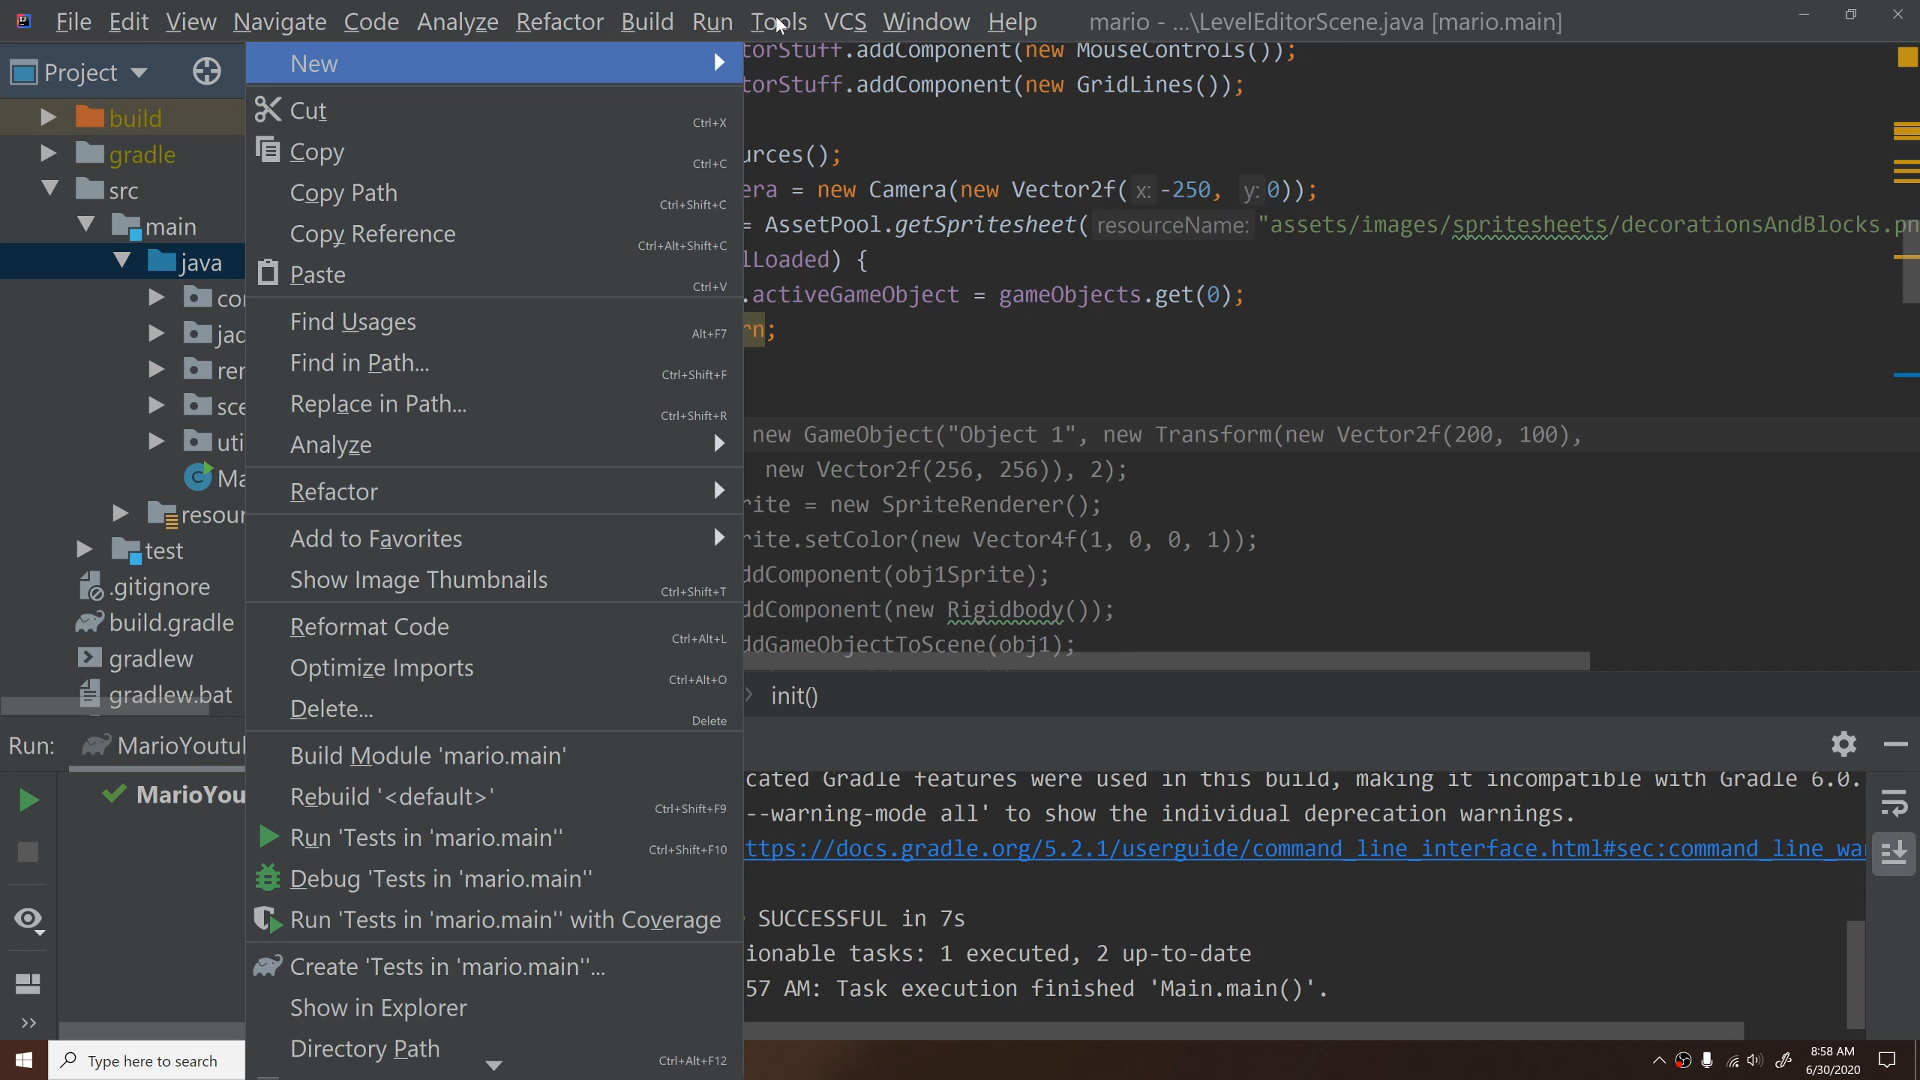 File Edit View Navigate Code Analyze Refactor Build Run Tools VCS Window Help mario - ...\LevelEditorScene.java [mario.main]
Project
build
gradle
src
main
java
cor
jac
rer
sce
uti
Ma
resour
test
.gitignore
build.gradle
gradlew
gradlew.bat
New
Cut Ctrl+X
Copy Ctrl+C
Copy Path Ctrl+Shift+C
Copy Reference Ctrl+Alt+Shift+C
Paste Ctrl+V
Find Usages Alt+F7
Find in Path... Ctrl+Shift+F
Replace in Path... Ctrl+Shift+R
Analyze
Refactor
Add to Favorites
Show Image Thumbnails Ctrl+Shift+T
Reformat Code Ctrl+Alt+L
Optimize Imports Ctrl+Alt+O
Delete... Delete
Build Module 'mario.main'
Rebuild '<default>' Ctrl+Shift+F9
Run 'Tests in 'mario.main'' Ctrl+Shift+F10
Debug 'Tests in 'mario.main''
Run 'Tests in 'mario.main'' with Coverage
Create 'Tests in 'mario.main''...
Show in Explorer
Directory Path Ctrl+Alt+F12
torStuff.addComponent(new MouseControls());
torStuff.addComponent(new GridLines());
urces();
era = new Camera(new Vector2f( x: -250, y: 0));
= AssetPool.getSpritesheet( resourceName: "assets/images/spritesheets/decorationsAndBlocks.pn
lLoaded) {
.activeGameObject = gameObjects.get(0);
rn;
new GameObject("Object 1", new Transform(new Vector2f(200, 100),
new Vector2f(256, 256)), 2);
rite = new SpriteRenderer();
rite.setColor(new Vector4f(1, 0, 0, 1));
ddComponent(obj1Sprite);
ddComponent(new Rigidbody());
ddGameObjectToScene(obj1);
init()
Run: MarioYoutu
MarioYou
cated Gradle features were used in this build, making it incompatible with Gradle 6.0.
--warning-mode all' to show the individual deprecation warnings.
ttps://docs.gradle.org/5.2.1/userguide/command_line_interface.html#sec:command_line_wa
SUCCESSFUL in 7s
ionable tasks: 1 executed, 2 up-to-date
57 AM: Task execution finished 'Main.main()'.
Type here to search
8:58 AM
6/30/2020